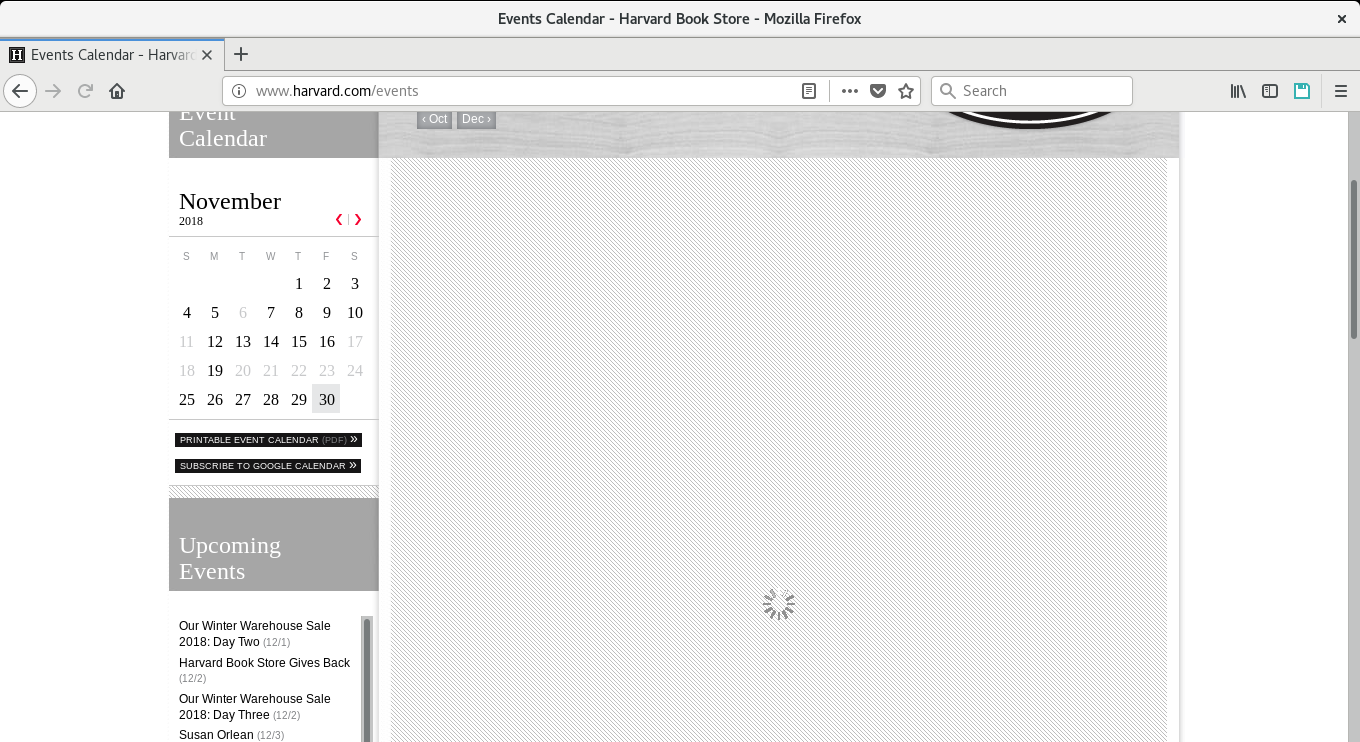 Events Calendar - Harvard Book Store - Mozilla Firefox
H Events Calendar - Harvard
www.harvard.com/events
Search
Event
Calendar
‹ Oct Dec ›
November
2018
S M T W T F S
1 2 3
4 5 6 7 8 9 10
11 12 13 14 15 16 17
18 19 20 21 22 23 24
25 26 27 28 29 30
PRINTABLE EVENT CALENDAR (PDF) »
SUBSCRIBE TO GOOGLE CALENDAR »
Upcoming
Events
Our Winter Warehouse Sale
2018: Day Two (12/1)
Harvard Book Store Gives Back
(12/2)
Our Winter Warehouse Sale
2018: Day Three (12/2)
Susan Orlean (12/3)